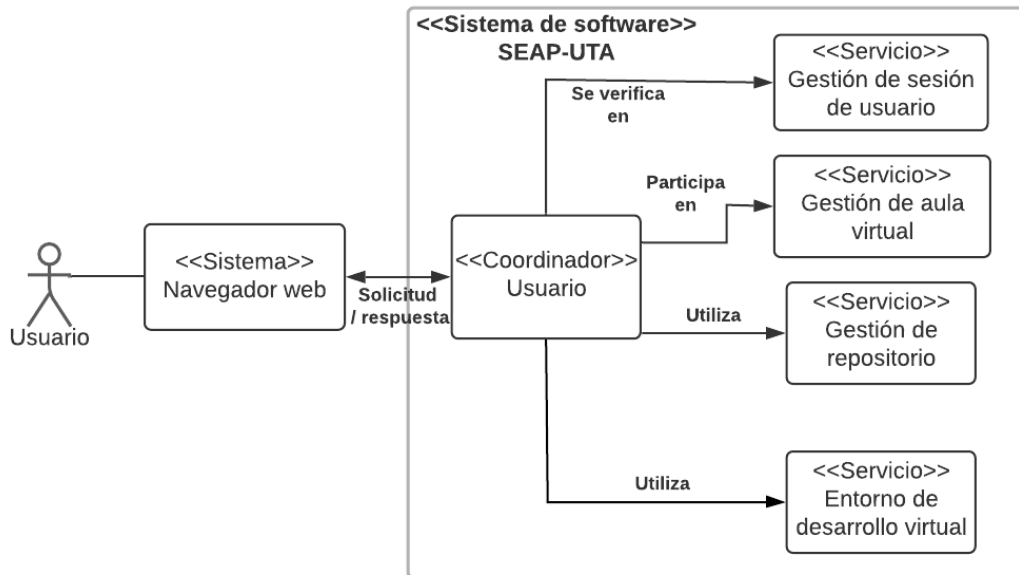 <<Sistema de software>>
SEAP-UTA
<<Servicio>>
Gestión de sesión
de usuario
Se verifica
en
<<Servicio>>
Gestión de aula
virtual
Participa
en
<<Sistema>>
Navegador web
Solicitud
/ respuesta
<<Coordinador>>
Usuario
Usuario
Utiliza
<<Servicio>>
Gestión de
repositorio
Utiliza
<<Servicio>>
Entorno de
desarrollo virtual